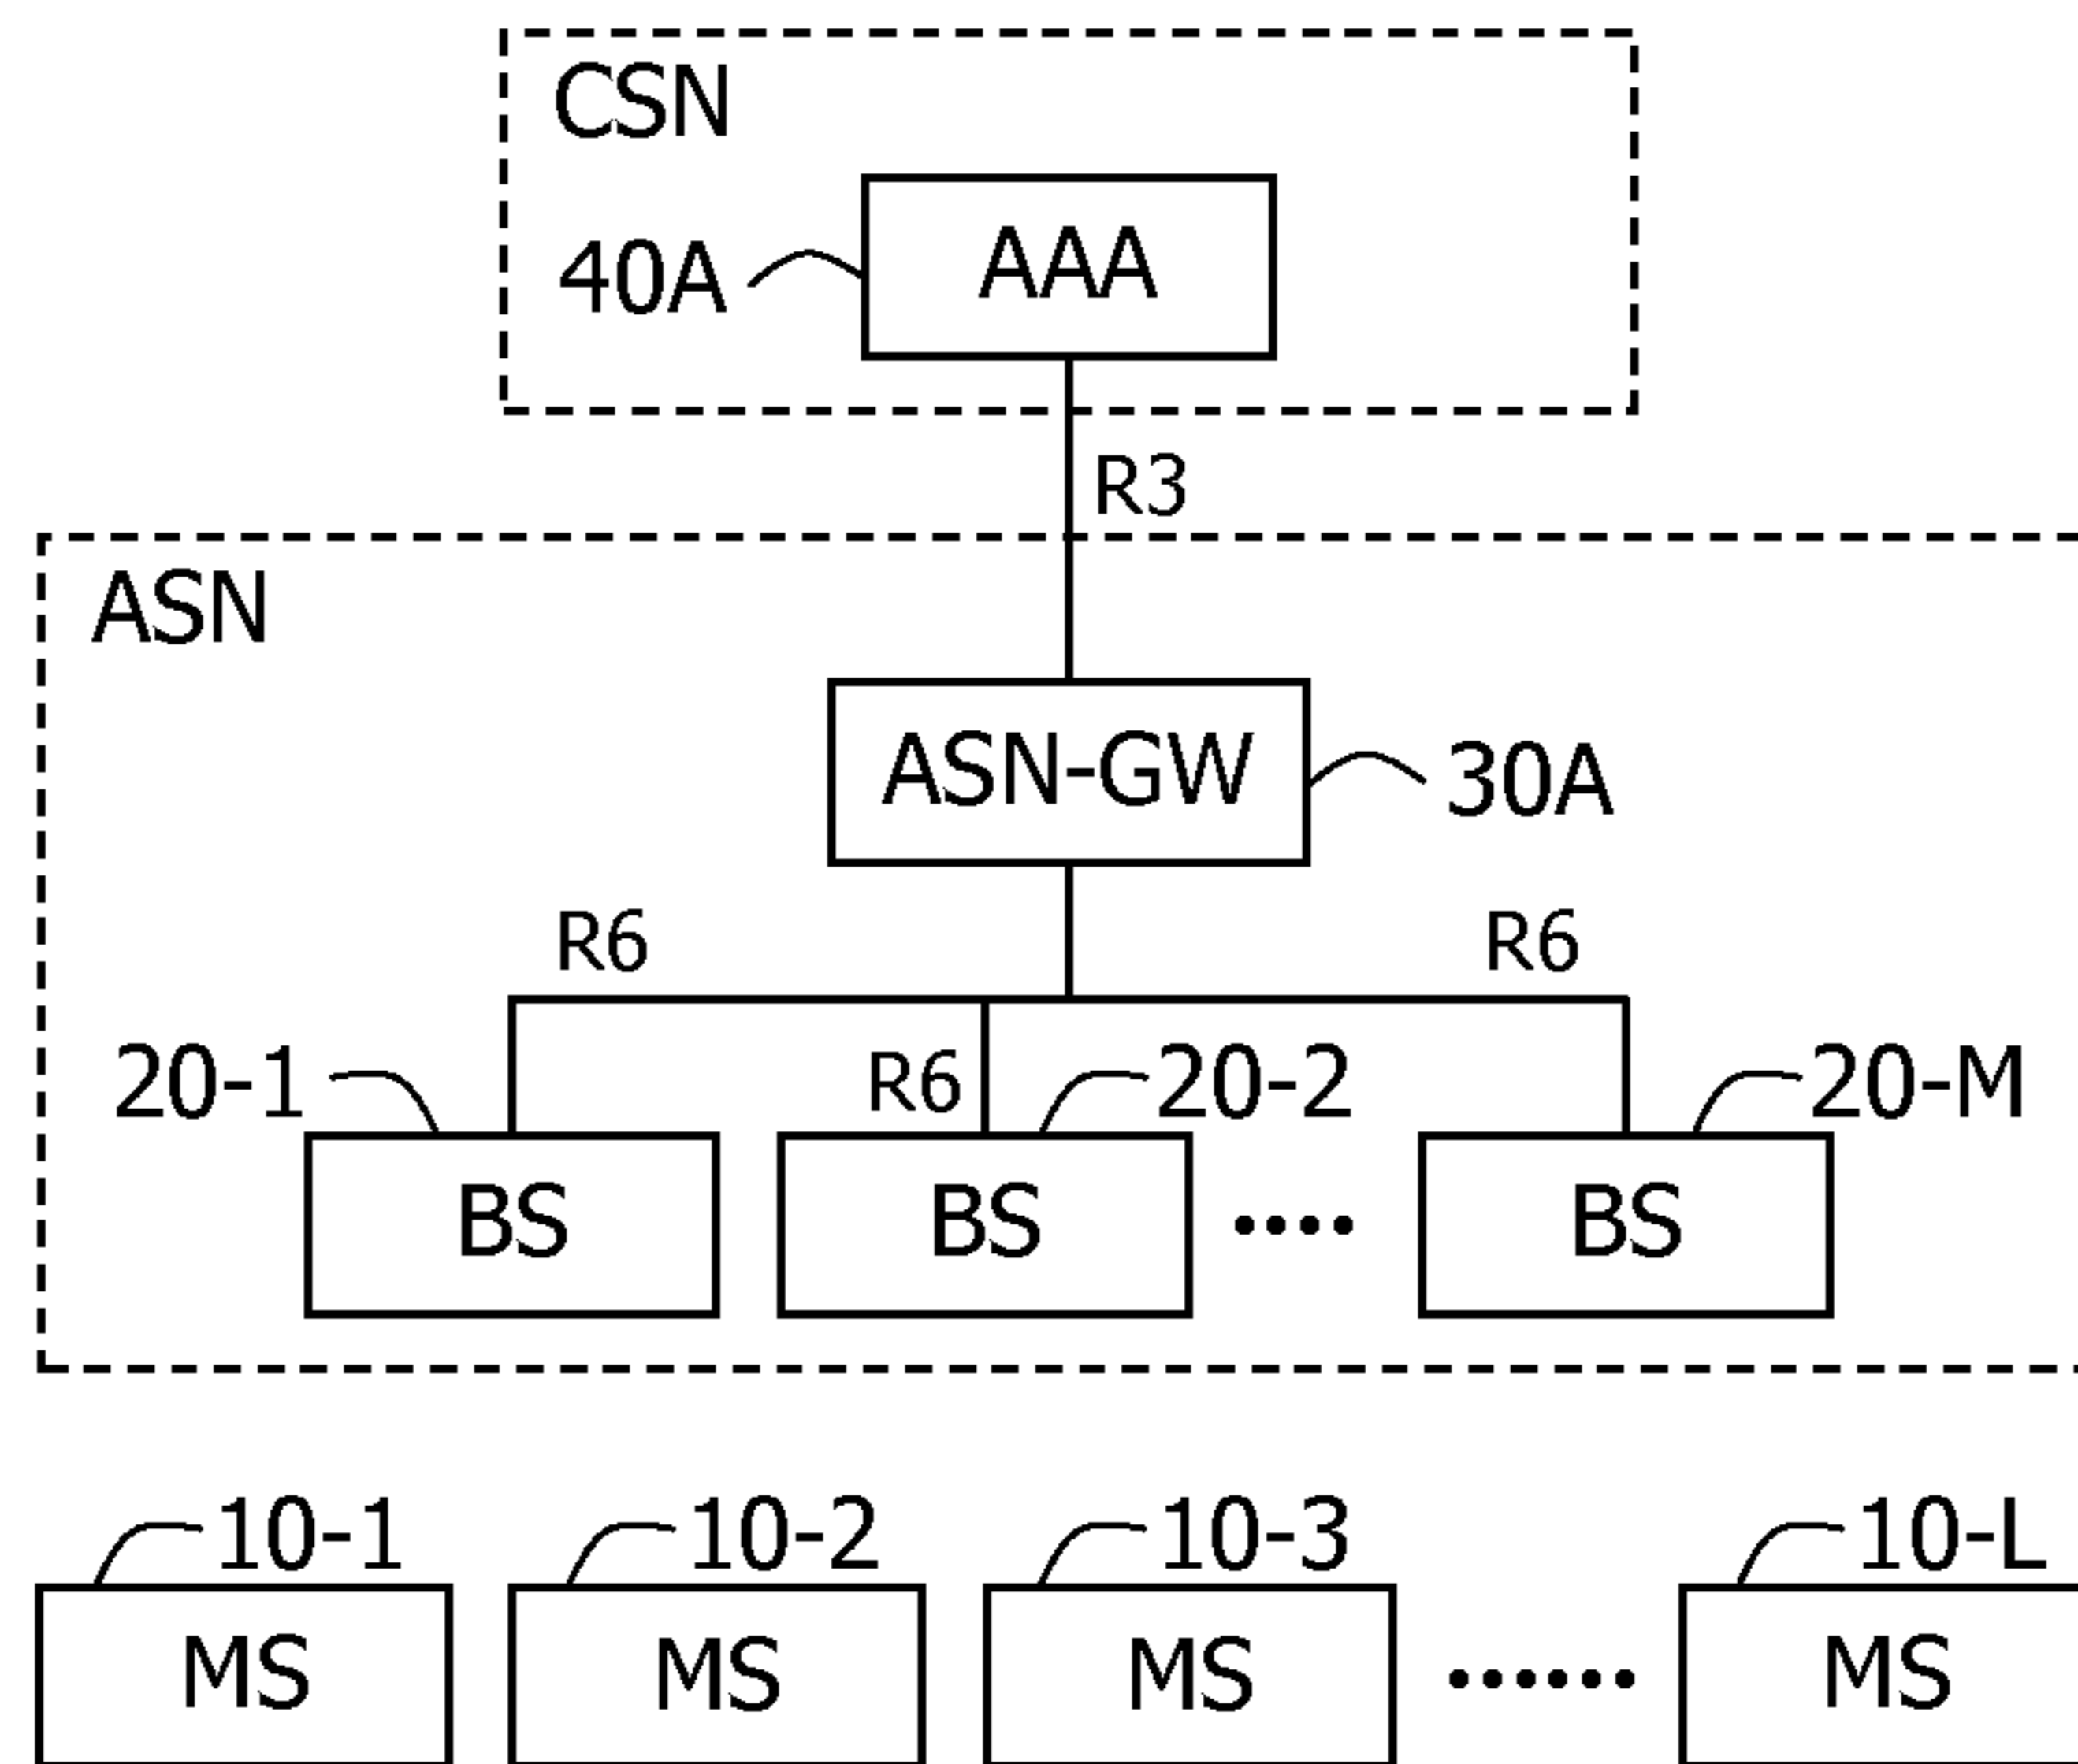 CSN
AAA
40A
R3
ASN
ASN-GW
30A
R6
R6
20-1
R6
20-2
20-M
BS
BS
BS
10-1
10-2
10-3
10-L
MS
MS
MS
MS